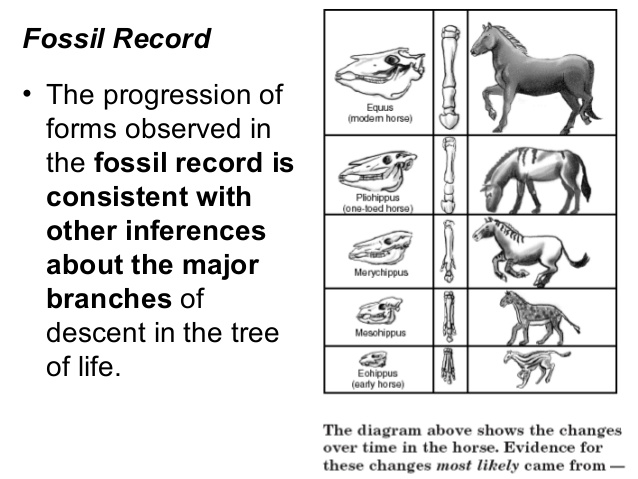 Fossil Record
• The progression of
forms observed in
the fossil record is
consistent with
other inferences
about the major
branches of
descent in the tree
of life.
Equus
(modern horse)
Pliohippus
(one-toed horse)
Merychippus
Mesohippus
Eohippus
(early horse)
The diagram above shows the changes
over time in the horse. Evidence for
these changes most likely came from —